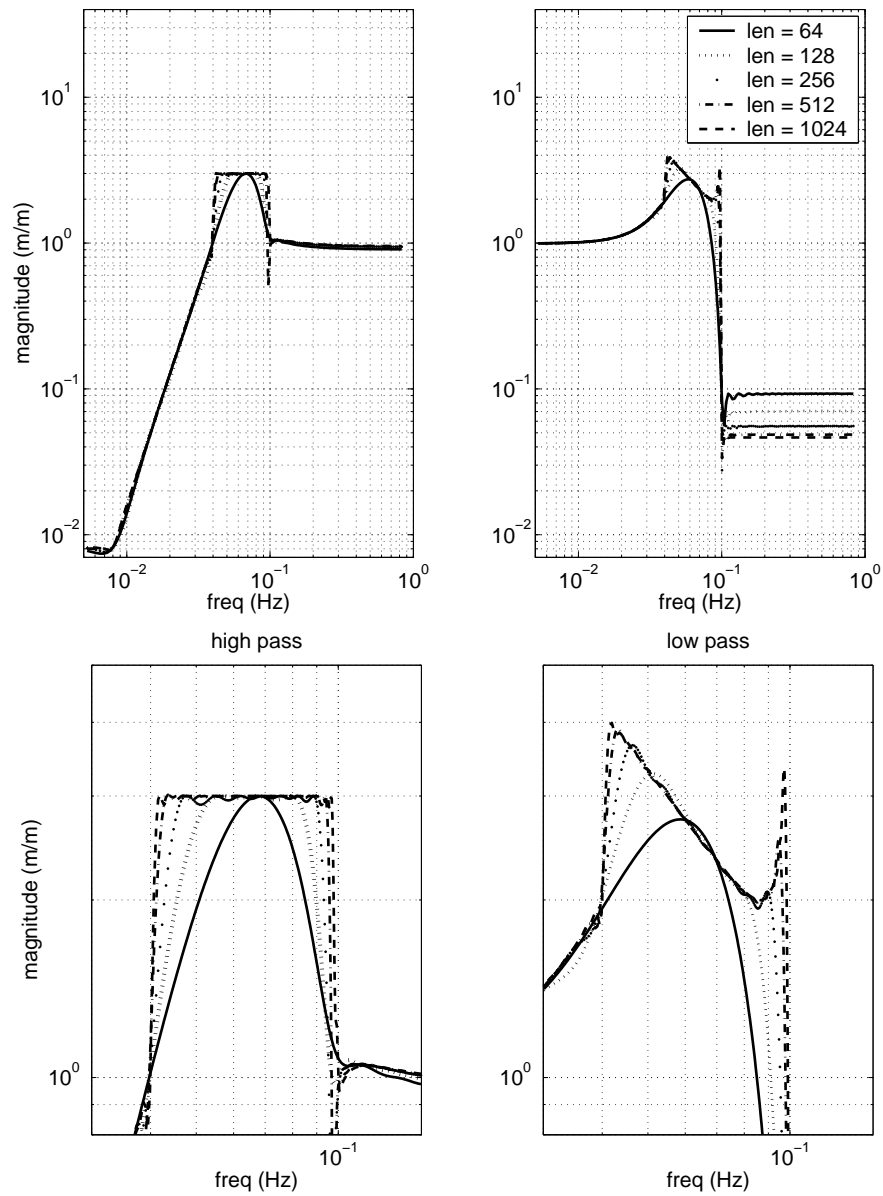 len = 64
len = 128
len = 256
len = 512
len = 1024
magnitude (m/m)
10^1
10^0
10^-1
10^-2
10^-2
10^-1
10^0
freq (Hz)
10^1
10^0
10^-1
10^-2
10^-2
10^-1
10^0
freq (Hz)
high pass
magnitude (m/m)
10^0
10^-1
freq (Hz)
low pass
10^0
10^-1
freq (Hz)